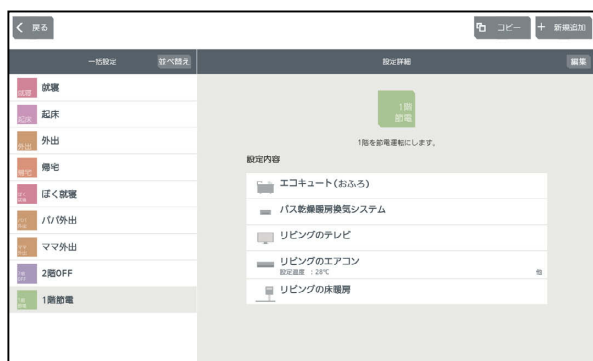 戻る
コピー
新規追加
一括設定
並べ替え
設定詳細
編集
就寝
就寝
起床
起床
外出
外出
帰宅
帰宅
ぼく就寝
パパ外出
ママ外出
2階OFF
1階節電
1階
節電
1階を節電運転にします。
設定内容
エコキュート(おふろ)
バス乾燥暖房換気システム
リビングのテレビ
リビングのエアコン
設定温度 : 28℃
他
リビングの床暖房